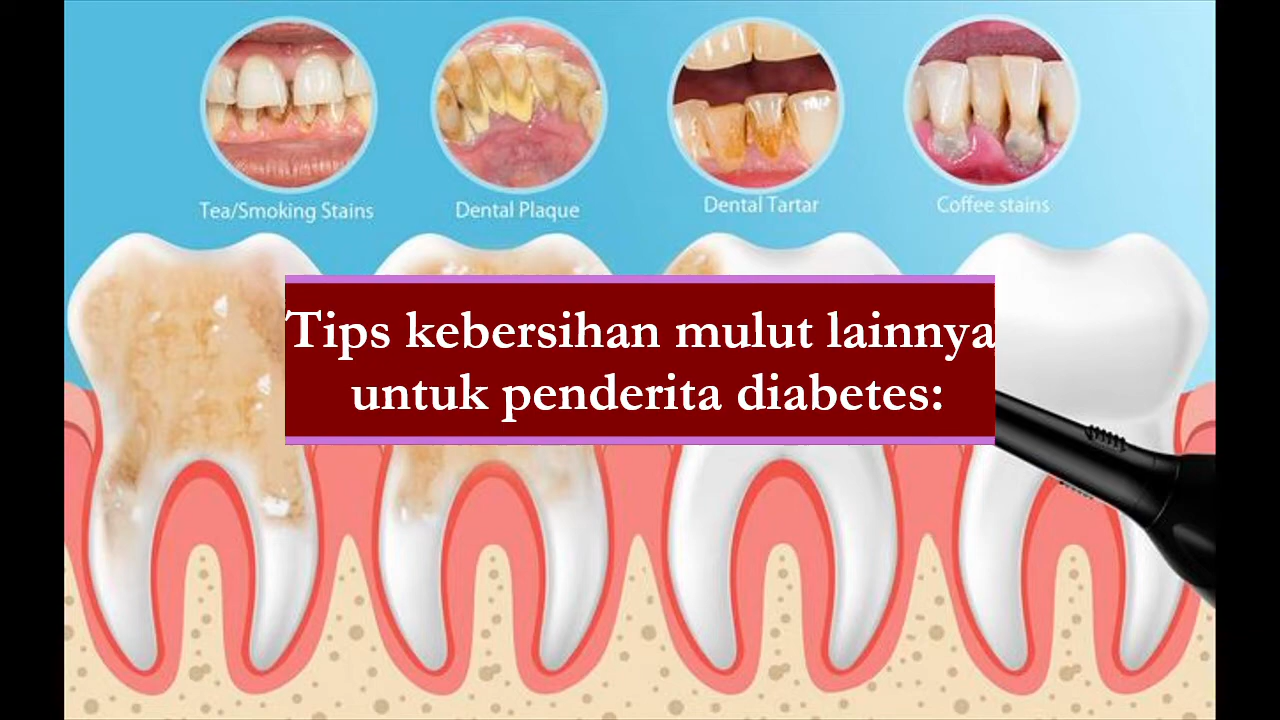 Tea/Smoking Stains
Dental Plaque
Dental Tartar
Coffee stains
Tips kebersihan mulut lainnya
untuk penderita diabetes: